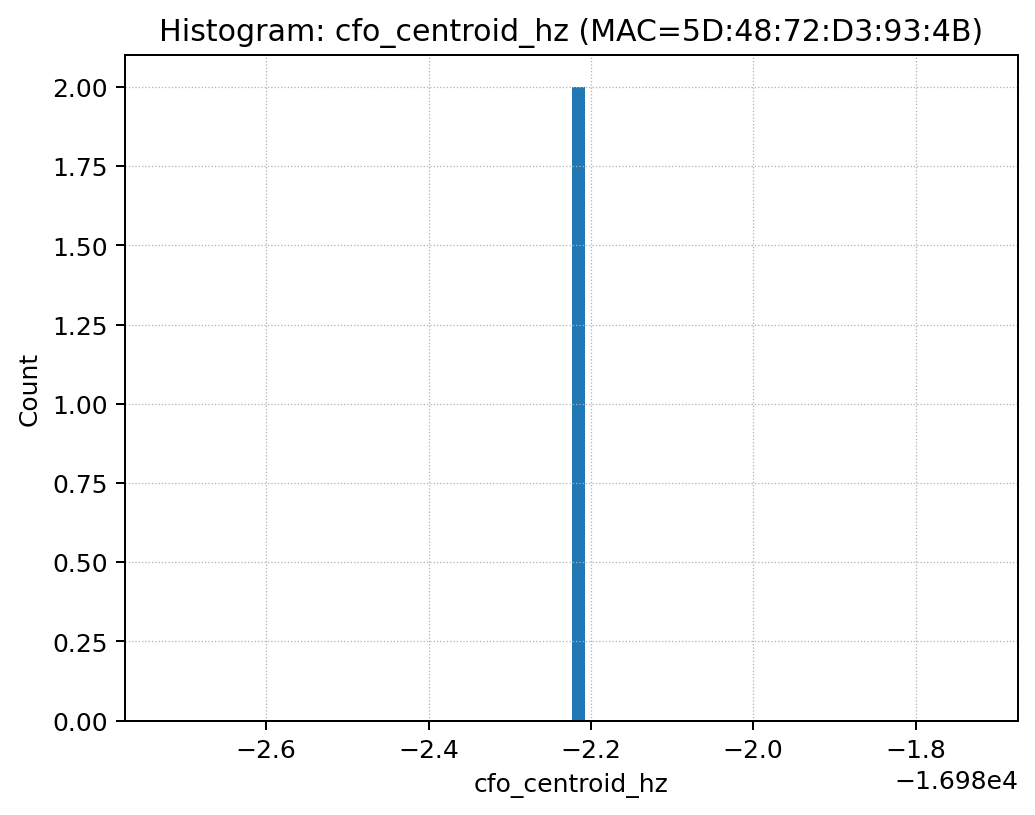 Histogram: cfo_centroid_hz (MAC=5D:48:72:D3:93:4B)
2.00
1.75
1.50
1.25
1.00
0.75
0.50
0.25
0.00
Count
−2.6 −2.4 −2.2 −2.0 −1.8
cfo_centroid_hz
−1.698e4